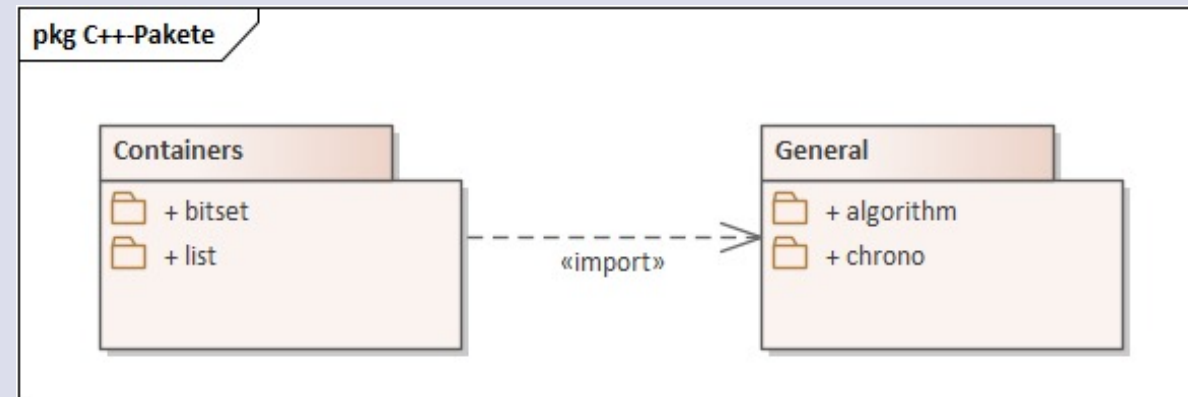 pkg C++-Pakete
Containers
+ bitset
+ list
«import»
General
+ algorithm
+ chrono